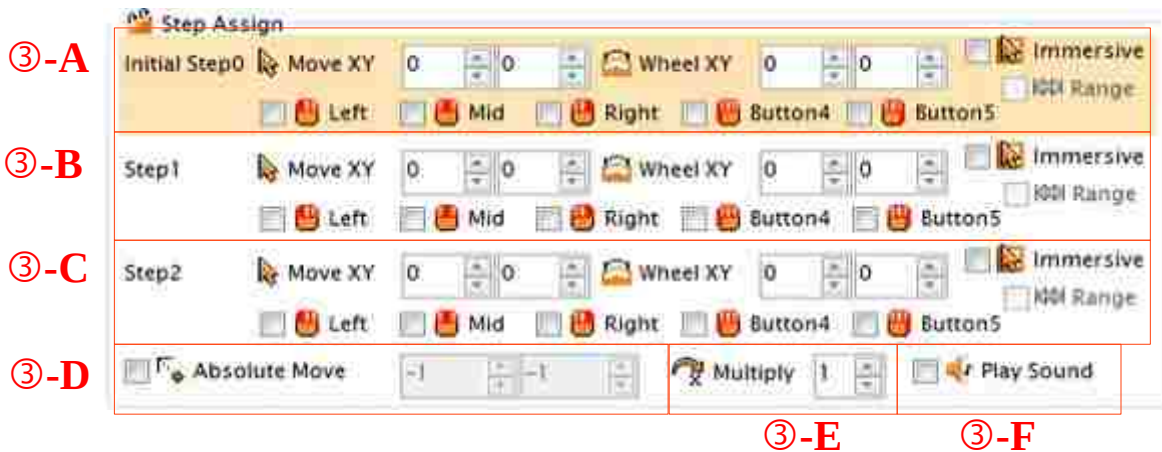 Step Assign
③-A
Initial Step0 Move XY 0 0 Wheel XY 0 0 Immersive
Range
Left Mid Right Button4 Button5
③-B
Step1 Move XY 0 0 Wheel XY 0 0 Immersive
Range
Left Mid Right Button4 Button5
③-C
Step2 Move XY 0 0 Wheel XY 0 0 Immersive
Range
Left Mid Right Button4 Button5
③-D
Absolute Move -1 -1 Multiply 1 Play Sound
③-E ③-F